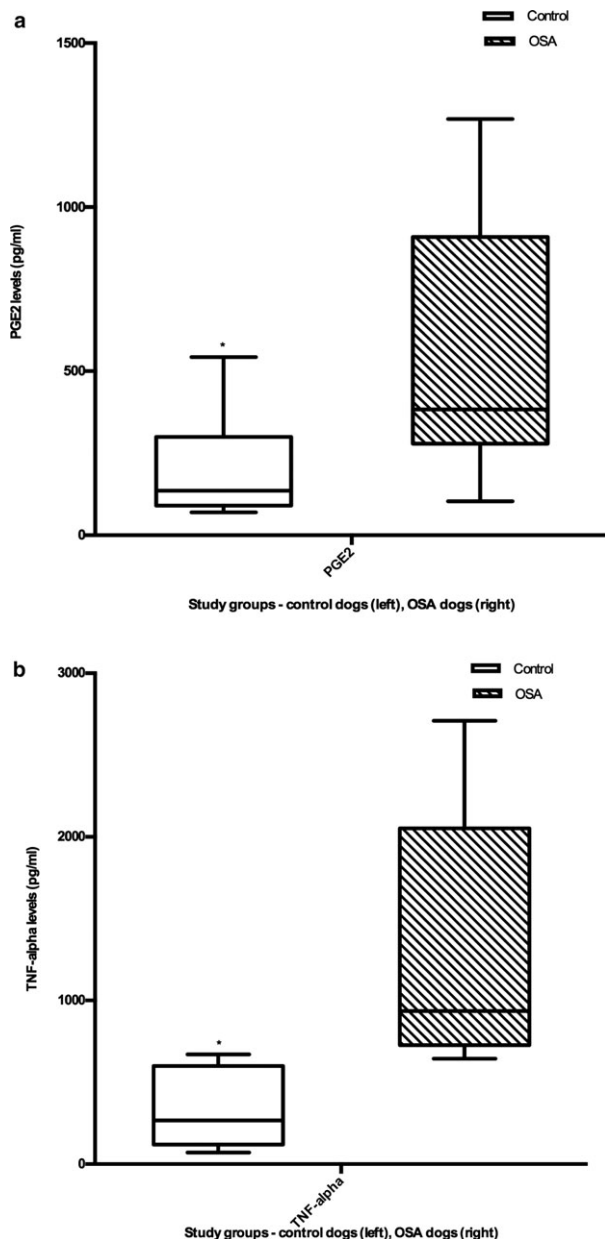 a
Control
OSA
1500
1000
500
0
PGE2 levels (pg/ml)
*
PGE2
Study groups - control dogs (left), OSA dogs (right)
b
Control
OSA
3000
2000
1000
0
TNF-alpha levels (pg/ml)
*
TNF-alpha
Study groups - control dogs (left), OSA dogs (right)